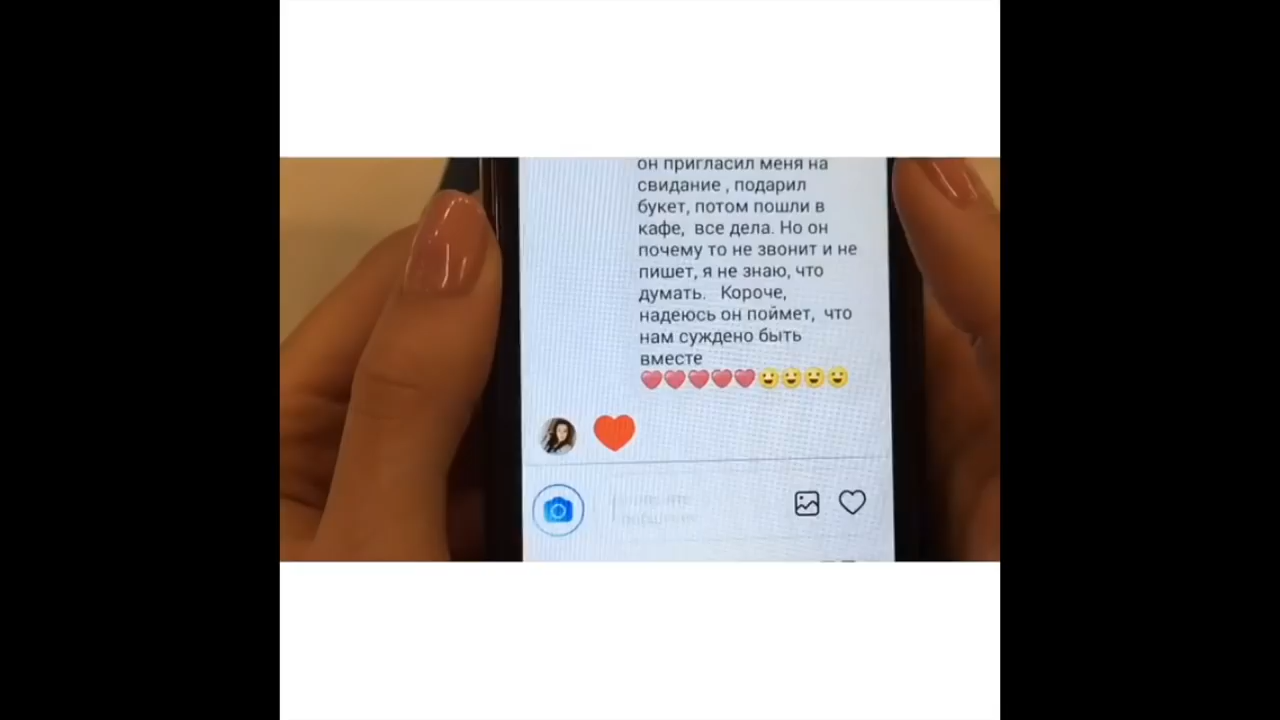 он пригласил меня на
свидание , подарил
букет, потом пошли в
кафе, все дела. Но он
почему то не звонит и не
пишет, я не знаю, что
думать. Короче,
надеюсь он поймет, что
нам суждено быть
вместе
❤❤❤❤❤😃😃😃😃
❤